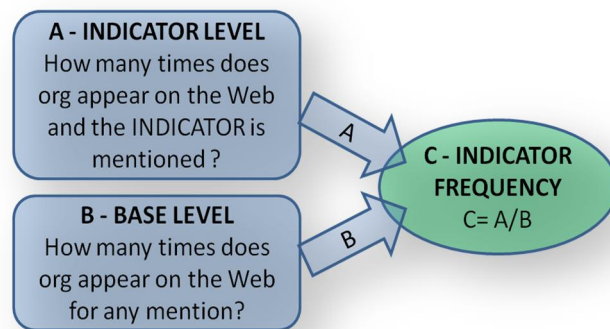 A - INDICATOR LEVEL
How many times does
org appear on the Web
and the INDICATOR is
mentioned ?
A
B - BASE LEVEL
How many times does
org appear on the Web
for any mention?
B
C - INDICATOR
FREQUENCY
C= A/B